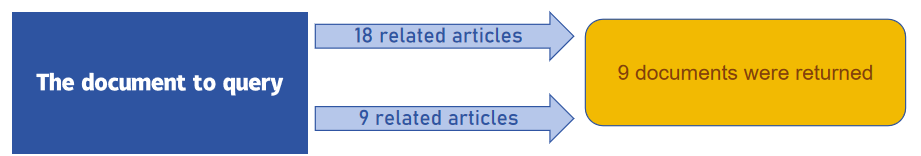 The document to query
18 related articles
9 related articles
9 documents were returned